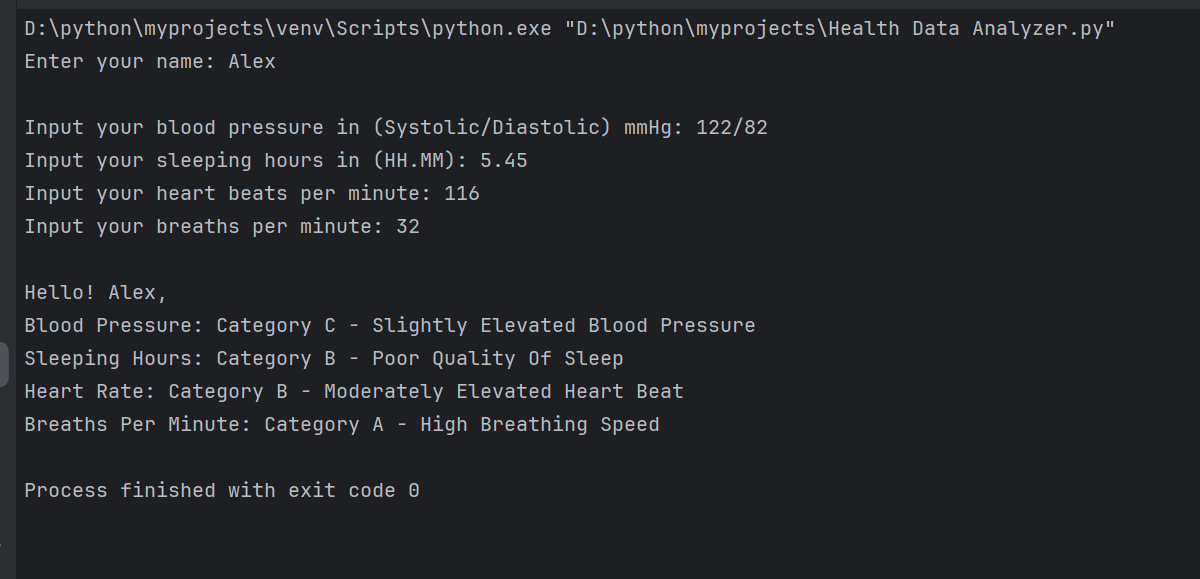 D:\python\myprojects\venv\Scripts\python.exe "D:\python\myprojects\Health Data Analyzer.py"
Enter your name: Alex
Input your blood pressure in (Systolic/Diastolic) mmHg: 122/82
Input your sleeping hours in (HH.MM): 5.45
Input your heart beats per minute: 116
Input your breaths per minute: 32
Hello! Alex,
Blood Pressure: Category C - Slightly Elevated Blood Pressure
Sleeping Hours: Category B - Poor Quality Of Sleep
Heart Rate: Category B - Moderately Elevated Heart Beat
Breaths Per Minute: Category A - High Breathing Speed
Process finished with exit code 0